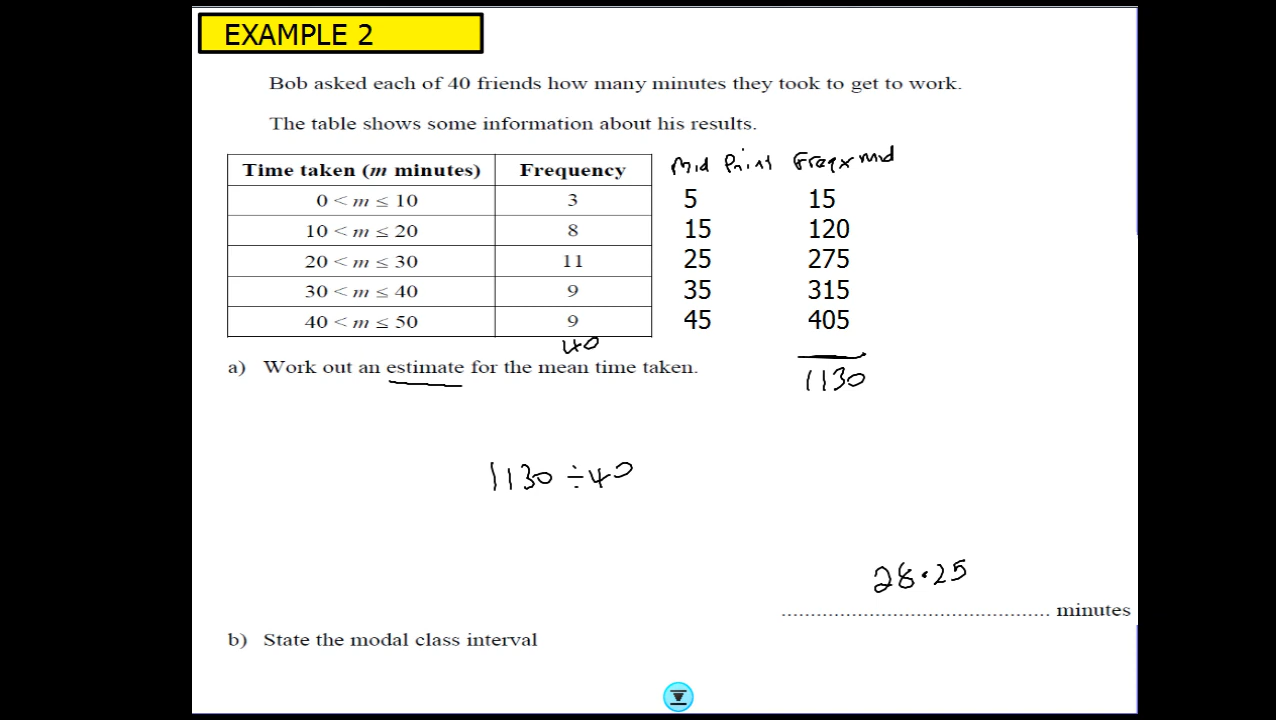 EXAMPLE 2
Bob asked each of 40 friends how many minutes they took to get to work.
The table shows some information about his results.
Time taken (m minutes) Frequency Mid Point Freq x Mid
0 < m ≤ 10 3 5 15
10 < m ≤ 20 8 15 120
20 < m ≤ 30 11 25 275
30 < m ≤ 40 9 35 315
40 < m ≤ 50 9 45 405
40
a) Work out an estimate for the mean time taken.
1130
1130 ÷ 40
28.25
minutes
b) State the modal class interval